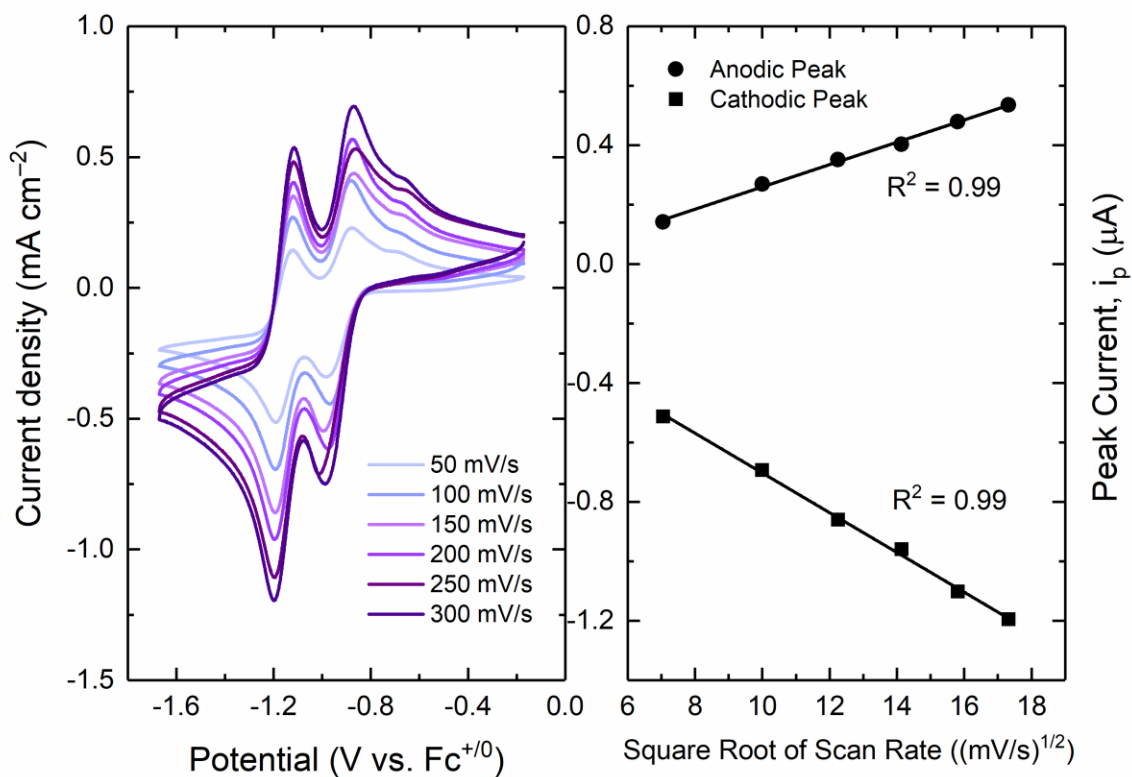 1.0
0.5
0.0
-0.5
-1.0
-1.5
Current density (mA cm⁻²)
50 mV/s
100 mV/s
150 mV/s
200 mV/s
250 mV/s
300 mV/s
-1.6 -1.2 -0.8 -0.4 0.0
Potential (V vs. Fc⁺/⁰)
0.8
0.4
0.0
-0.4
-0.8
-1.2
Anodic Peak
Cathodic Peak
R² = 0.99
R² = 0.99
Peak Current, iₚ (μA)
6 8 10 12 14 16 18
Square Root of Scan Rate ((mV/s)¹/²)